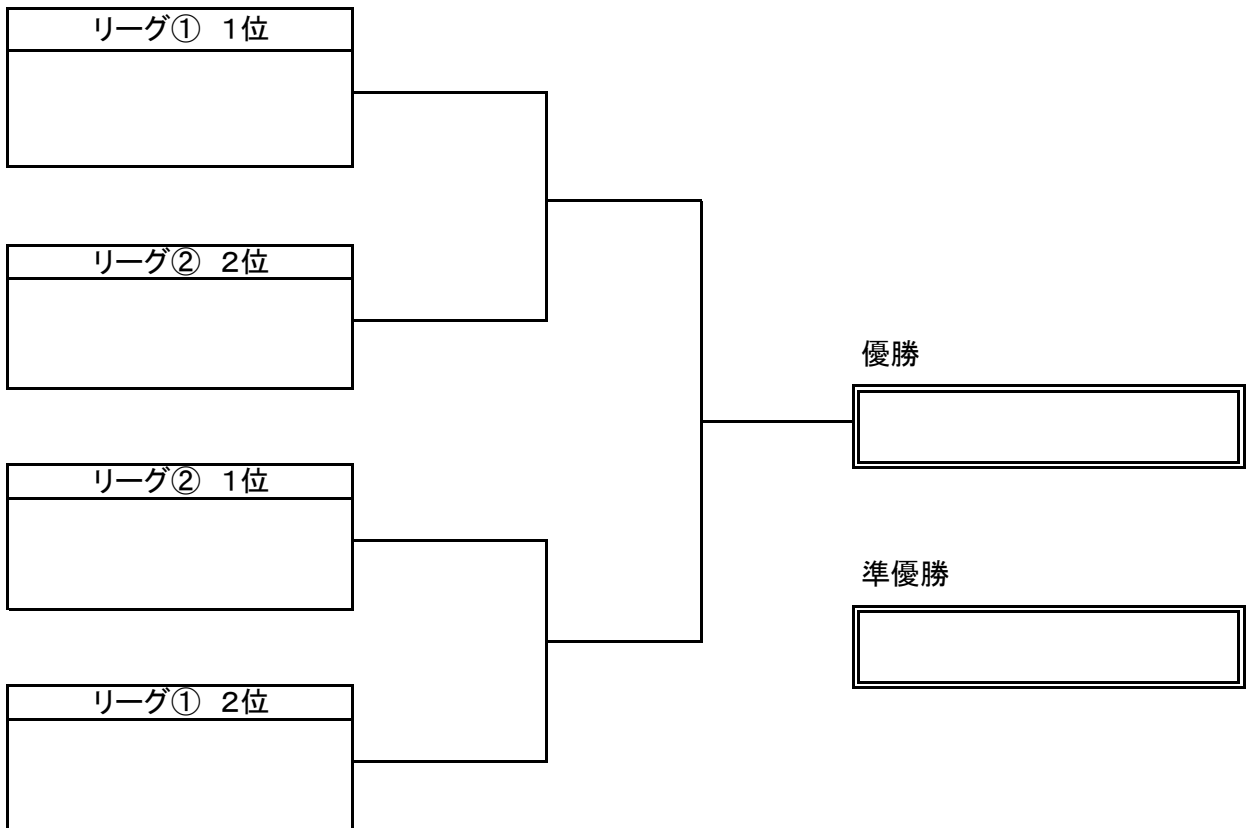 リーグ①　１位
リーグ②　２位
優勝
リーグ②　１位
準優勝
リーグ①　２位